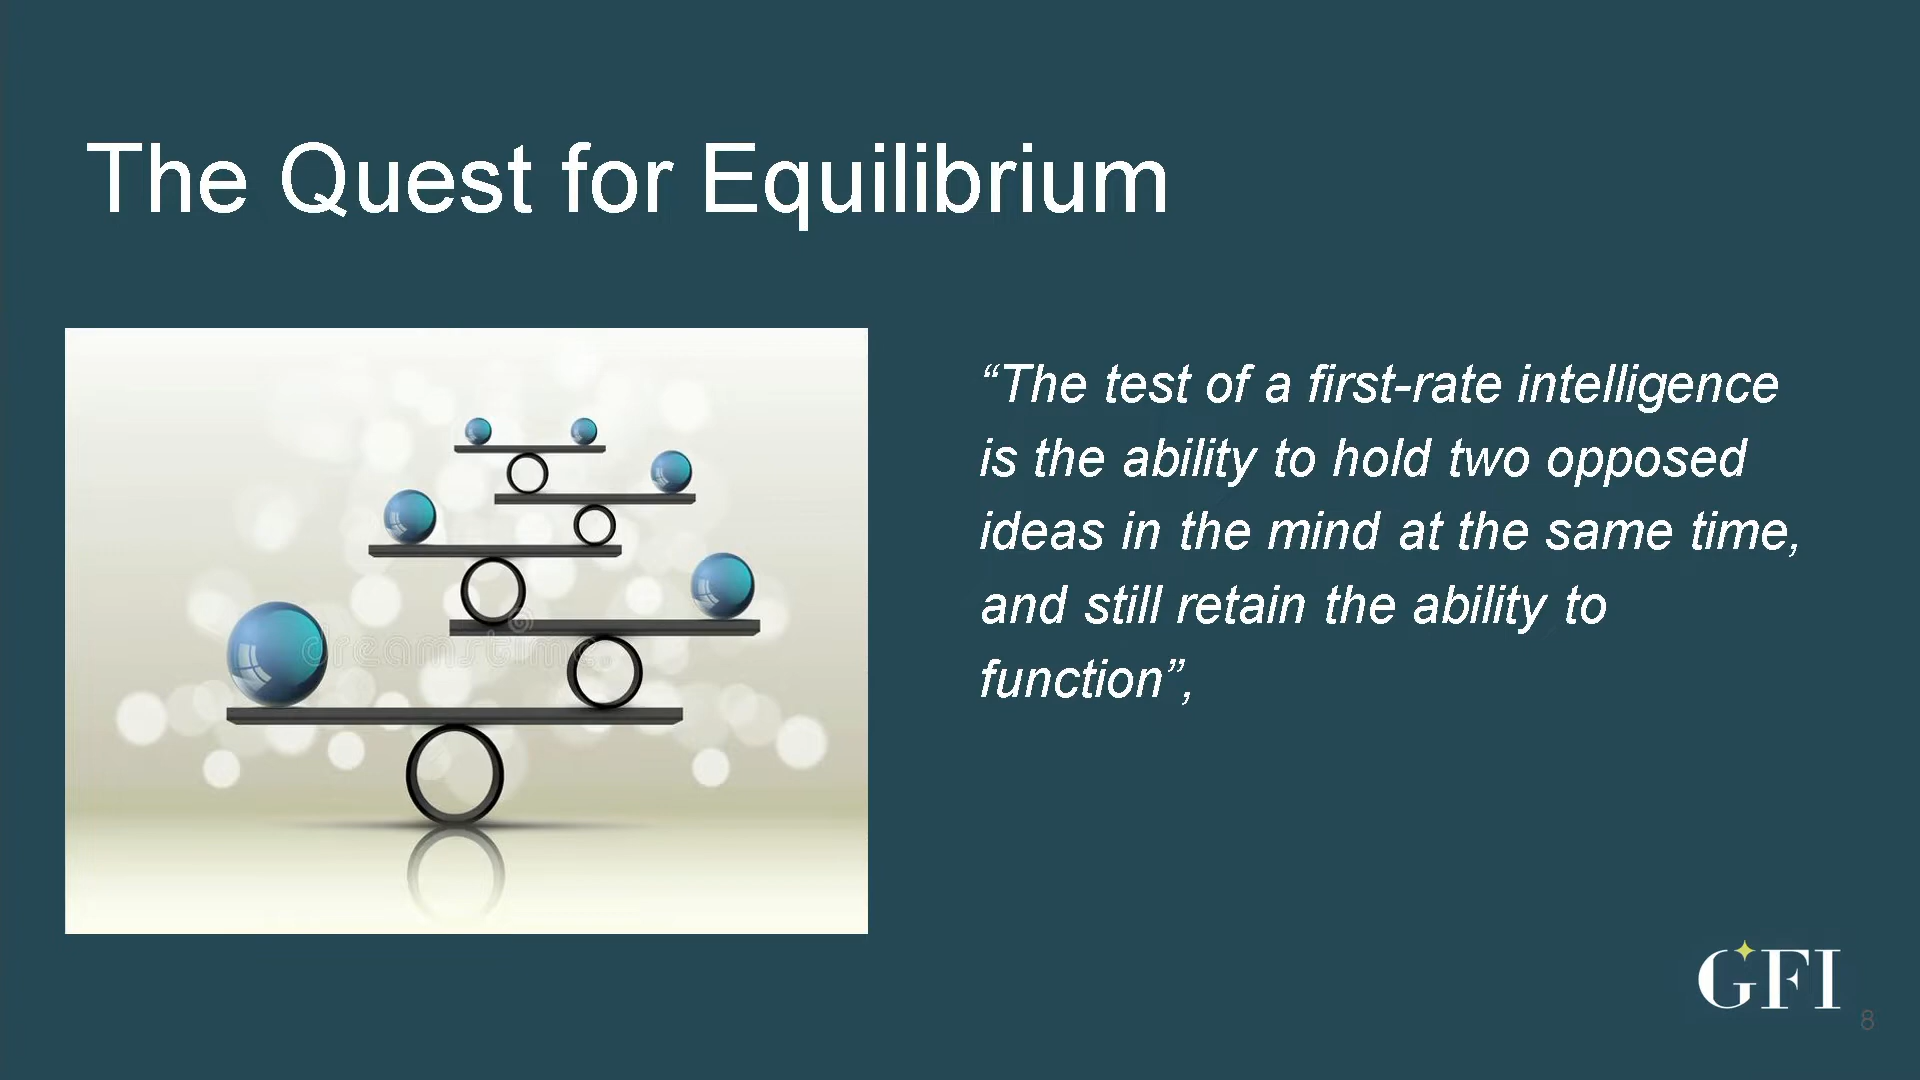 The Quest for Equilibrium
“The test of a first-rate intelligence
is the ability to hold two opposed
ideas in the mind at the same time,
and still retain the ability to
function”,
dreamstime
GFI
8